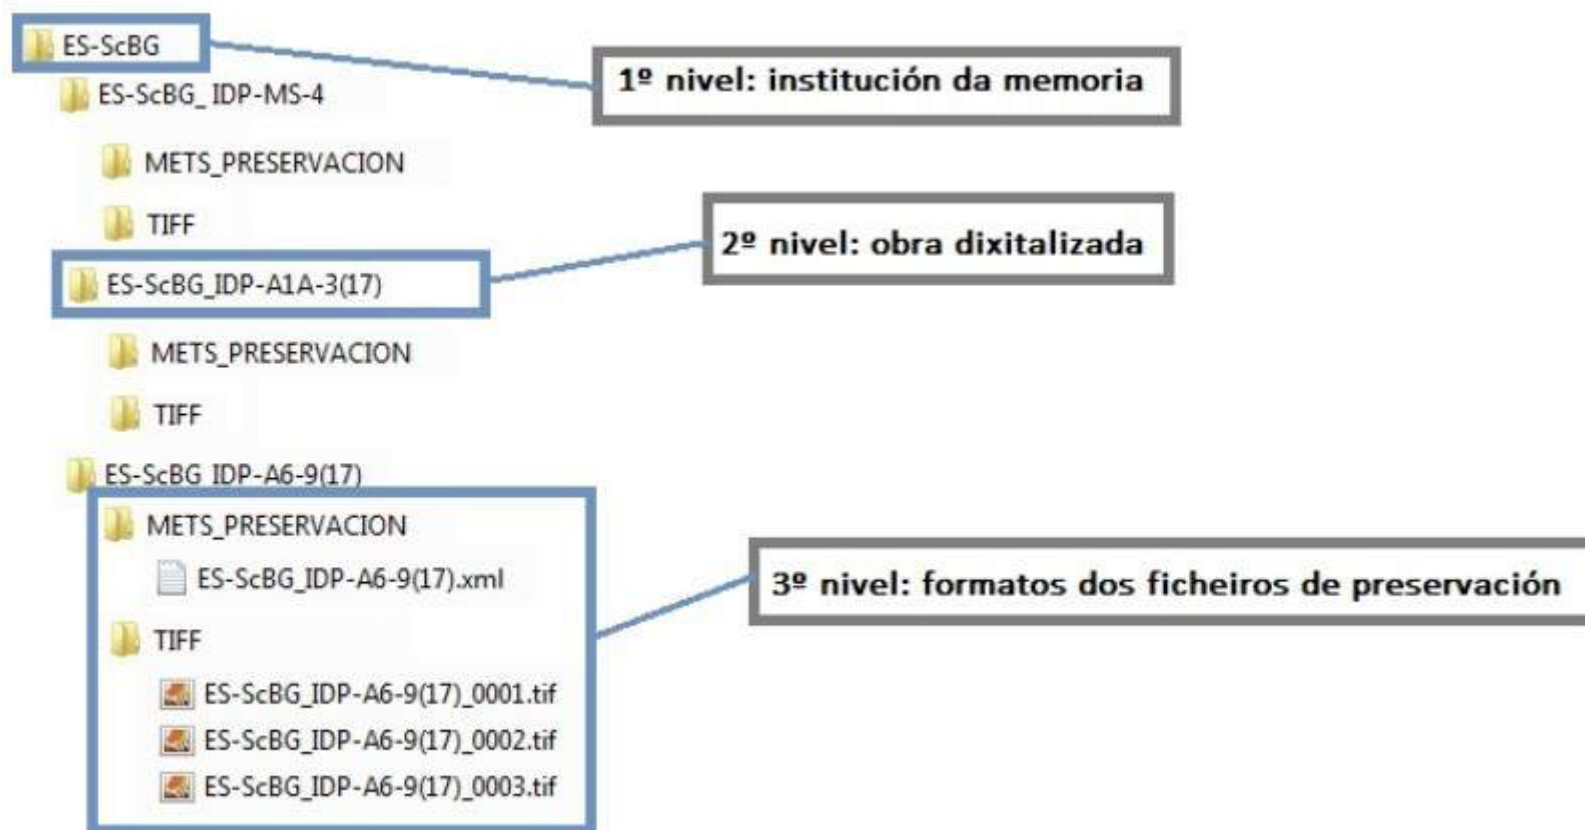 ES-ScBG
1º nivel: institución da memoria
ES-ScBG_ IDP-MS-4
METS_PRESERVACION
TIFF
2º nivel: obra dixitalizada
ES-ScBG_IDP-A1A-3(17)
METS_PRESERVACION
TIFF
ES-ScBG IDP-A6-9(17)
METS_PRESERVACION
ES-ScBG_IDP-A6-9(17).xml
3º nivel: formatos dos ficheiros de preservación
TIFF
ES-ScBG_IDP-A6-9(17)_0001.tif
ES-ScBG_IDP-A6-9(17)_0002.tif
ES-ScBG_IDP-A6-9(17)_0003.tif